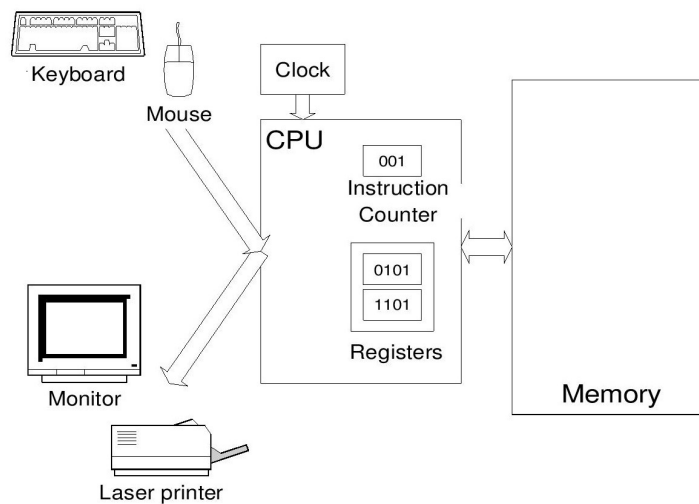 Keyboard
Mouse
Clock
CPU
001
Instruction
Counter
0101
1101
Registers
Memory
Monitor
Laser printer